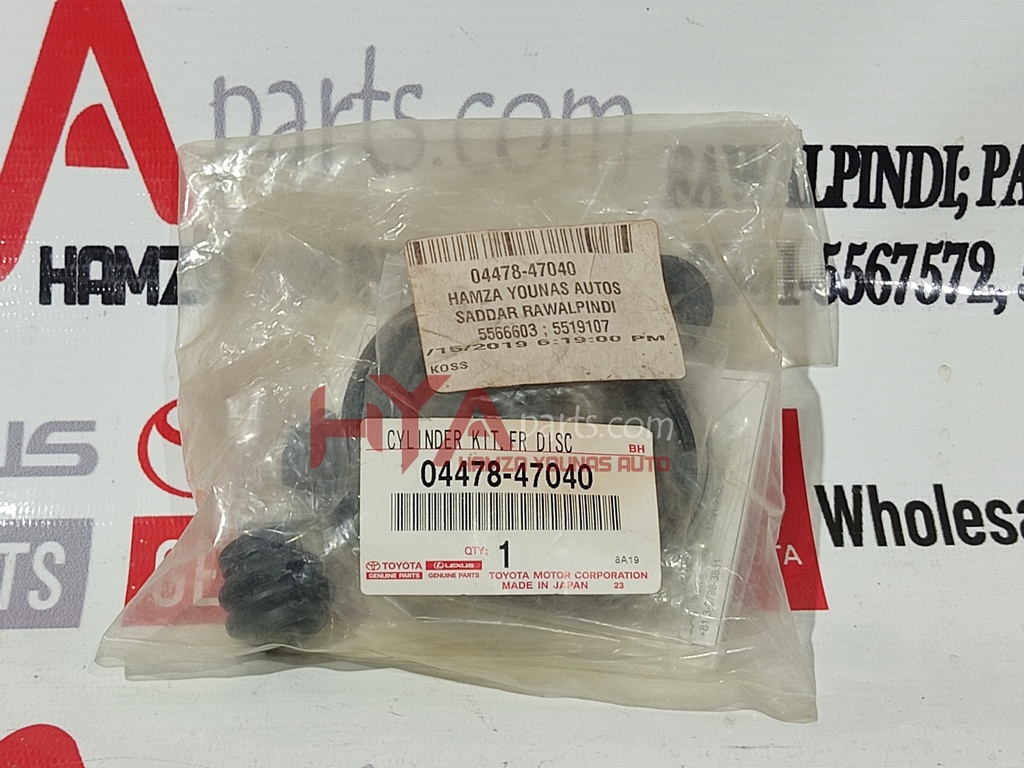 parts.com
HAMZ
RAWALPINDI; PA
5567572,
04478-47040
HAMZA YOUNAS AUTOS
SADDAR RAWALPINDI
5566603 ; 5519107
/15/2019 6:19:00 PM
KOSS
HYA parts.com
HAMZA YOUNAS AUTO
CYLINDER KIT,FR DISC
BH
04478-47040
QTY: 1
8A19
TOYOTA
GENUINE PARTS
LEXUS
GENUINE PARTS
TOYOTA MOTOR CORPORATION
MADE IN JAPAN 23
Wholesa